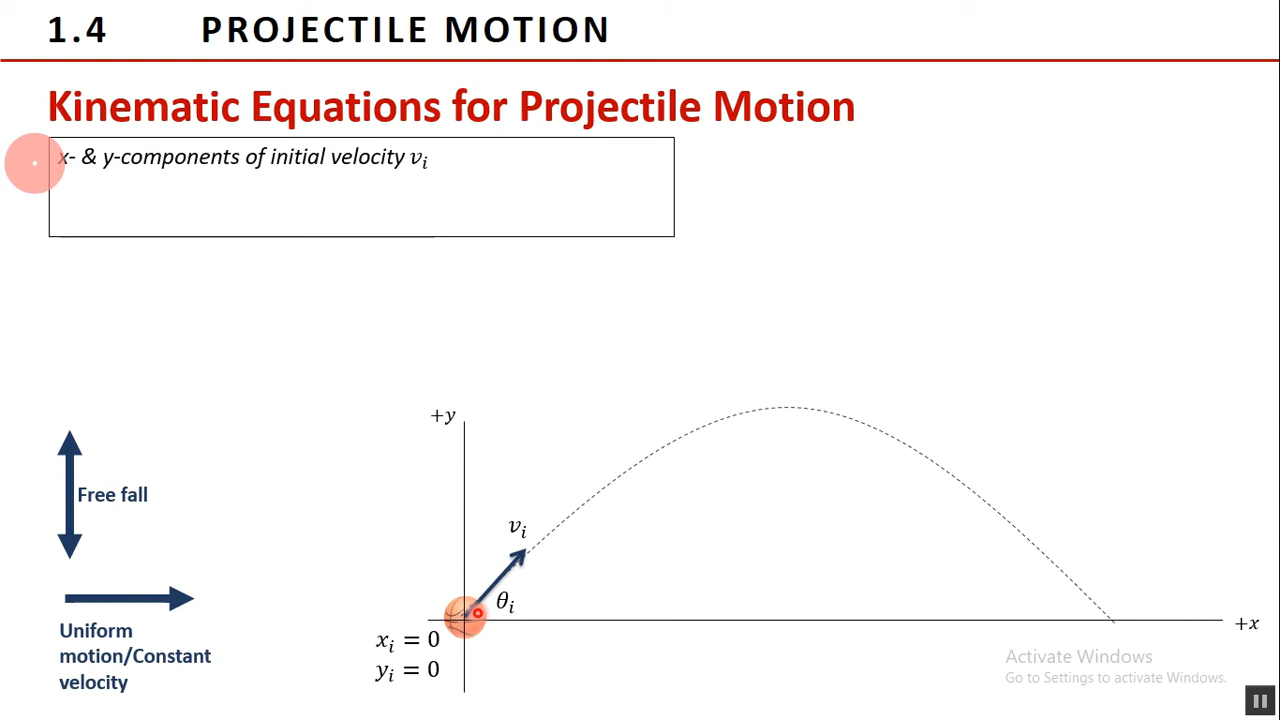 1.4 PROJECTILE MOTION
Kinematic Equations for Projectile Motion
x- & y-components of initial velocity 𝑣ᵢ
+𝑦
Free fall
𝑣ᵢ
𝜃ᵢ
Uniform
motion/Constant
velocity
𝑥ᵢ = 0
𝑦ᵢ = 0
+𝑥
Activate Windows
Go to Settings to activate Windows.